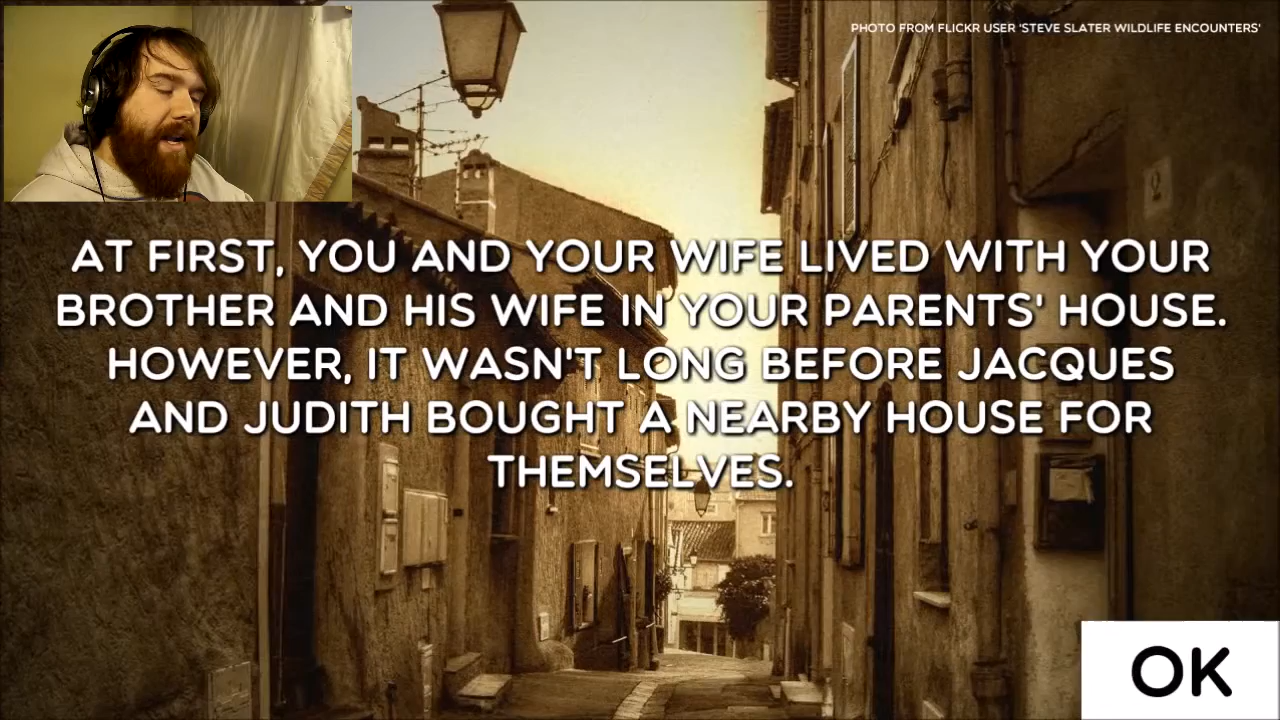 PHOTO FROM FLICKR USER 'STEVE SLATER WILDLIFE ENCOUNTERS'
AT FIRST, YOU AND YOUR WIFE LIVED WITH YOUR
BROTHER AND HIS WIFE IN YOUR PARENTS' HOUSE.
HOWEVER, IT WASN'T LONG BEFORE JACQUES
AND JUDITH BOUGHT A NEARBY HOUSE FOR
THEMSELVES.
2
OK